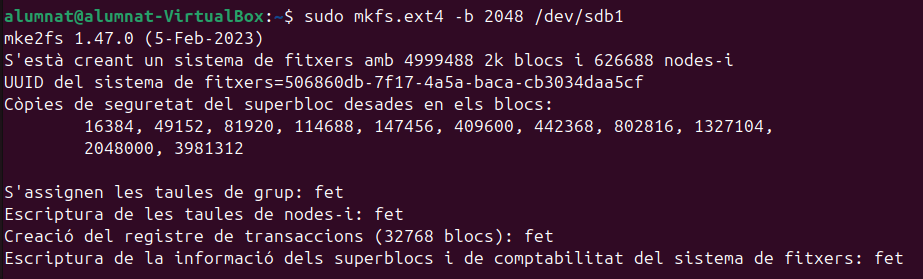 alumnat@alumnat-VirtualBox:~$ sudo mkfs.ext4 -b 2048 /dev/sdb1
mke2fs 1.47.0 (5-Feb-2023)
S'està creant un sistema de fitxers amb 4999488 2k blocs i 626688 nodes-i
UUID del sistema de fitxers=506860db-7f17-4a5a-baca-cb3034daa5cf
Còpies de seguretat del superbloc desades en els blocs:
16384, 49152, 81920, 114688, 147456, 409600, 442368, 802816, 1327104,
2048000, 3981312
S'assignen les taules de grup: fet
Escriptura de les taules de nodes-i: fet
Creació del registre de transaccions (32768 blocs): fet
Escriptura de la informació dels superblocs i de comptabilitat del sistema de fitxers: fet